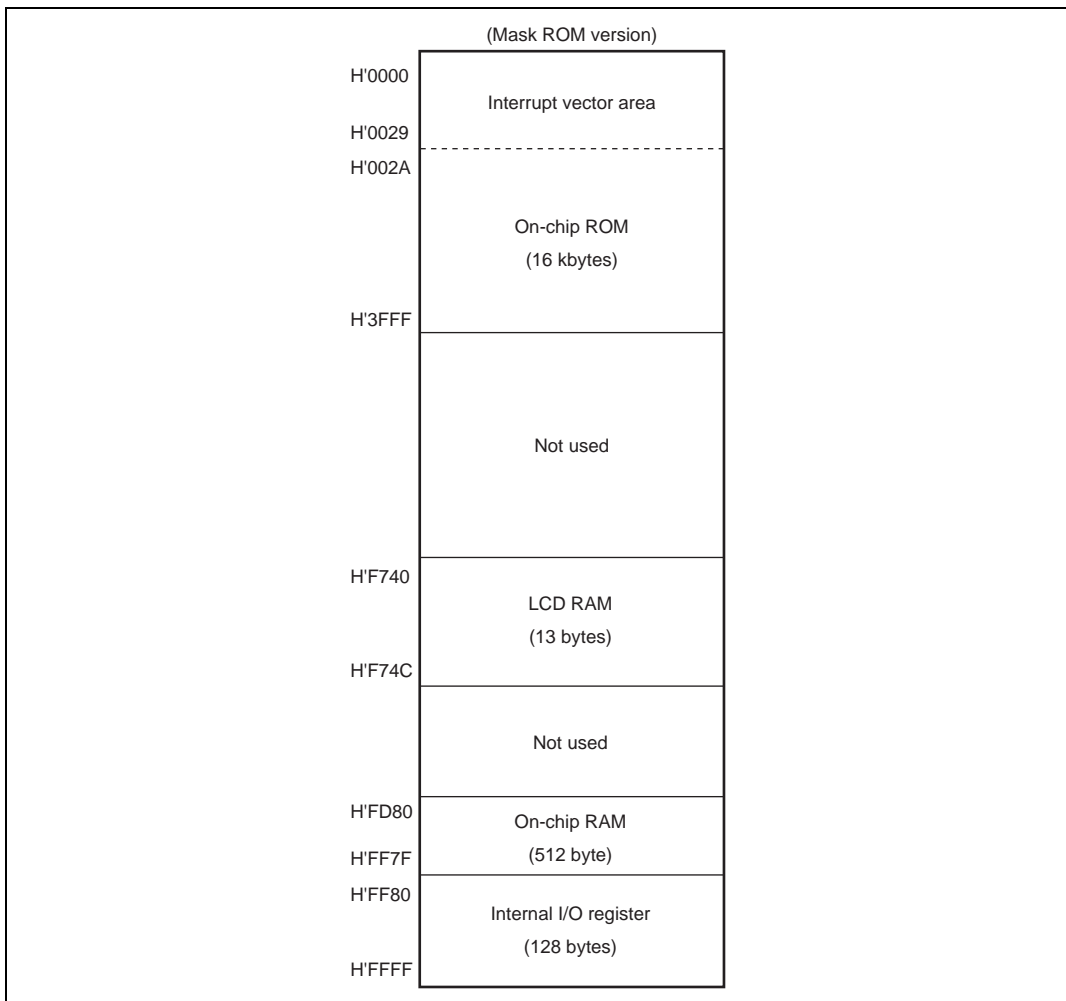 (Mask ROM version)
H'0000
Interrupt vector area
H'0029
H'002A
On-chip ROM
(16 kbytes)
H'3FFF
Not used
H'F740
LCD RAM
(13 bytes)
H'F74C
Not used
H'FD80
On-chip RAM
(512 byte)
H'FF7F
H'FF80
Internal I/O register
(128 bytes)
H'FFFF